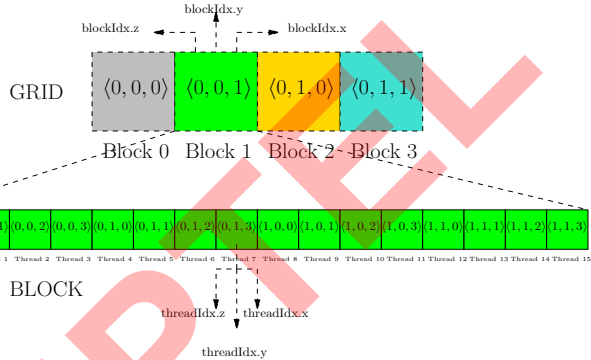 blockIdx.y
blockIdx.z blockIdx.x
GRID ⟨0, 0, 0⟩ ⟨0, 0, 1⟩ ⟨0, 1, 0⟩ ⟨0, 1, 1⟩
Block 0 Block 1 Block 2 Block 3
1⟩ ⟨0, 0, 2⟩ ⟨0, 0, 3⟩ ⟨0, 1, 0⟩ ⟨0, 1, 1⟩ ⟨0, 1, 2⟩ ⟨0, 1, 3⟩ ⟨1, 0, 0⟩ ⟨1, 0, 1⟩ ⟨1, 0, 2⟩ ⟨1, 0, 3⟩ ⟨1, 1, 0⟩ ⟨1, 1, 1⟩ ⟨1, 1, 2⟩ ⟨1, 1, 3⟩
1 Thread 2 Thread 3 Thread 4 Thread 5 Thread 6 Thread 7 Thread 8 Thread 9 Thread 10 Thread 11 Thread 12 Thread 13 Thread 14 Thread 15
BLOCK
threadIdx.z threadIdx.x
threadIdx.y
PTEL